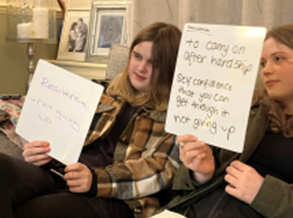 Resilience
- not giving
up
to carry on
after hardship
Self confidence
that you can
get through it
not giving up